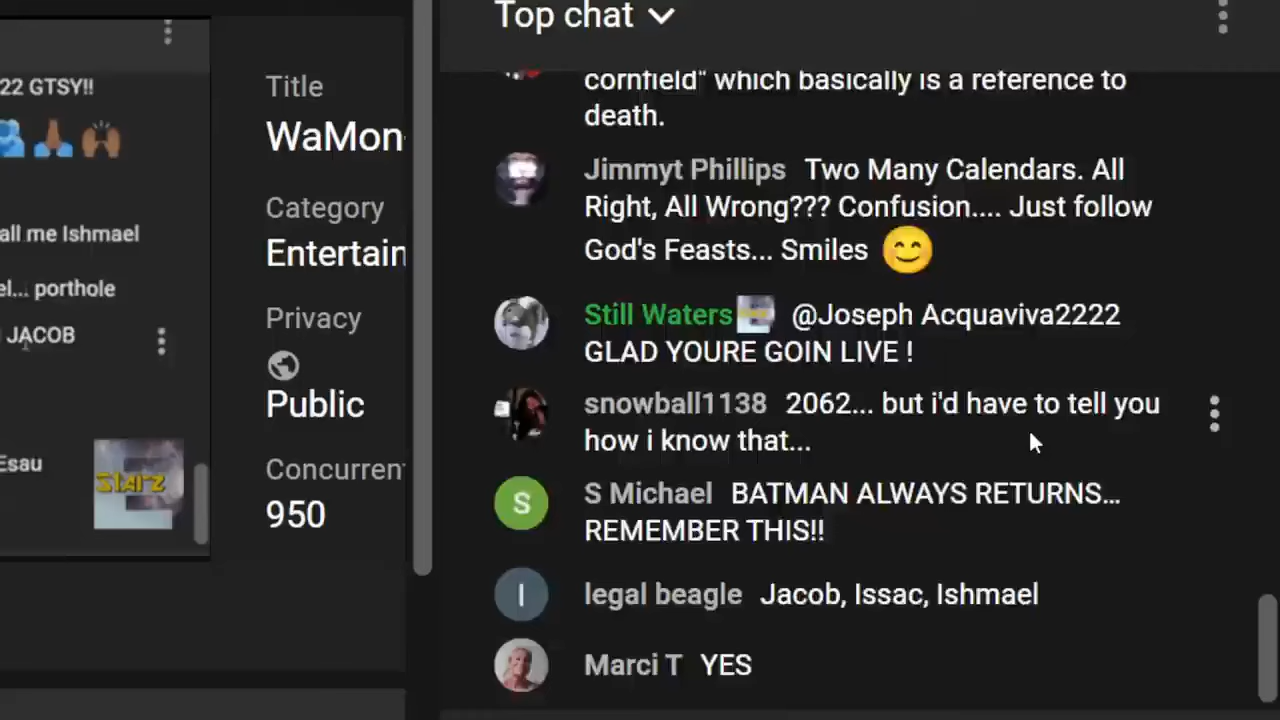 22 GTSY!!
all me Ishmael
el... porthole
JACOB
Esau
STARZ
Title
WaMon
Category
Entertain
Privacy
Public
Concurren
950
Top chat
cornfield" which basically is a reference to
death.
Jimmyt Phillips Two Many Calendars. All
Right, All Wrong??? Confusion.... Just follow
God's Feasts... Smiles 😊
Still Waters @Joseph Acquaviva2222
GLAD YOURE GOIN LIVE !
snowball1138 2062... but i'd have to tell you
how i know that...
S
S Michael BATMAN ALWAYS RETURNS...
REMEMBER THIS!!
l
legal beagle Jacob, Issac, Ishmael
Marci T YES